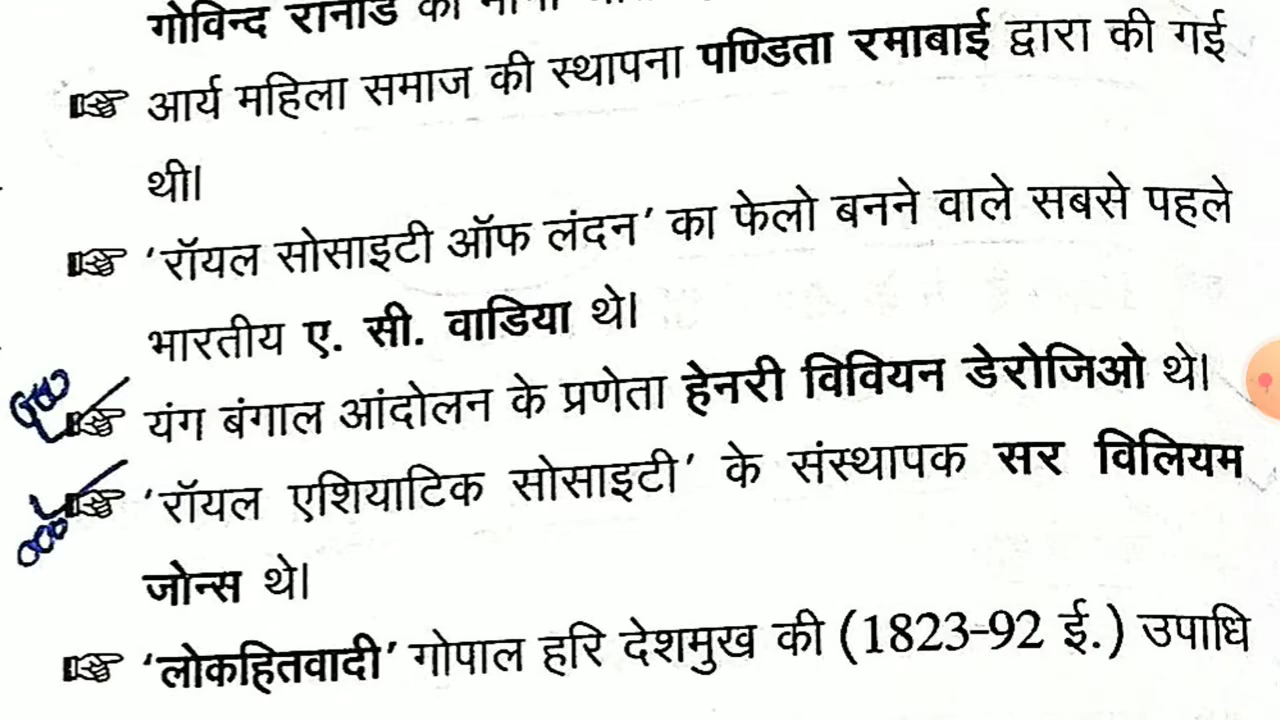 गोविन्द रानाडे को
आर्य महिला समाज की स्थापना पण्डिता रमाबाई द्वारा की गई
थी।
‘रॉयल सोसाइटी ऑफ लंदन’ का फेलो बनने वाले सबसे पहले
भारतीय ए. सी. वाडिया थे।
यंग बंगाल आंदोलन के प्रणेता हेनरी विवियन डेरोजिओ थे।
‘रॉयल एशियाटिक सोसाइटी’ के संस्थापक सर विलियम
जोन्स थे।
‘लोकहितवादी’ गोपाल हरि देशमुख की (1823-92 ई.) उपाधि